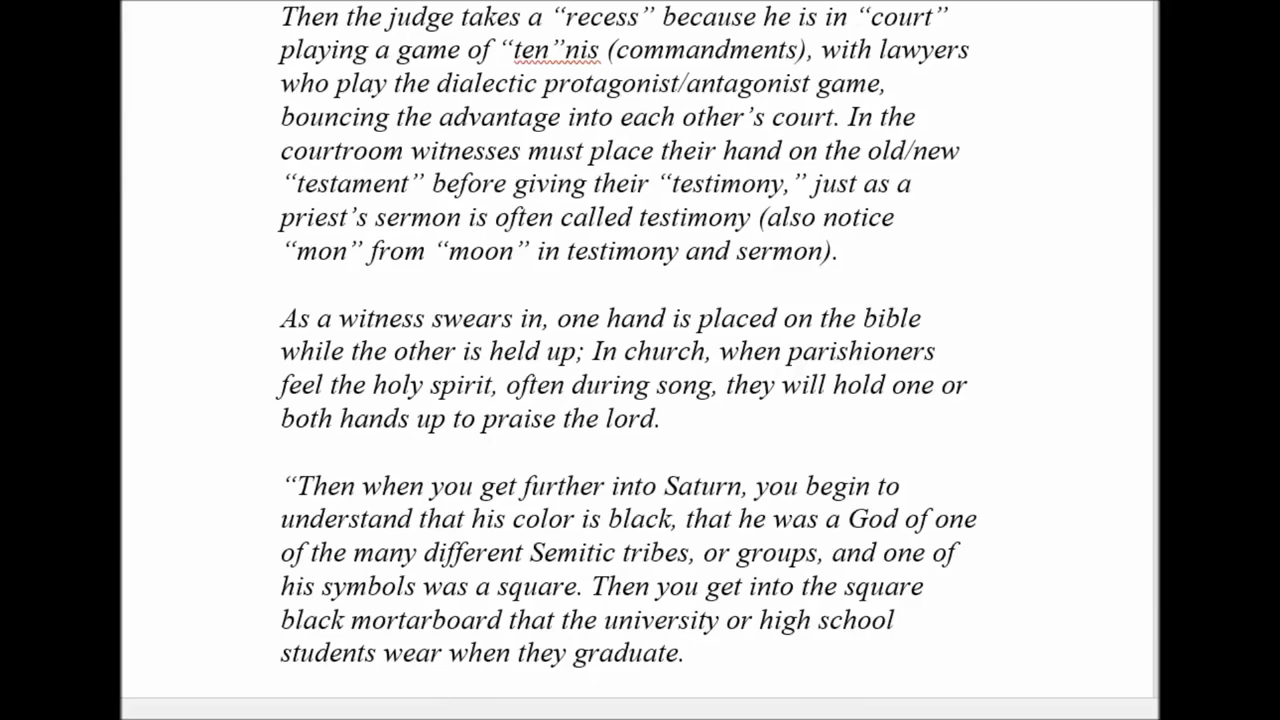 Then the judge takes a “recess” because he is in “court”
playing a game of “ten”nis (commandments), with lawyers
who play the dialectic protagonist/antagonist game,
bouncing the advantage into each other’s court. In the
courtroom witnesses must place their hand on the old/new
“testament” before giving their “testimony,” just as a
priest’s sermon is often called testimony (also notice
“mon” from “moon” in testimony and sermon).
As a witness swears in, one hand is placed on the bible
while the other is held up; In church, when parishioners
feel the holy spirit, often during song, they will hold one or
both hands up to praise the lord.
“Then when you get further into Saturn, you begin to
understand that his color is black, that he was a God of one
of the many different Semitic tribes, or groups, and one of
his symbols was a square. Then you get into the square
black mortarboard that the university or high school
students wear when they graduate.